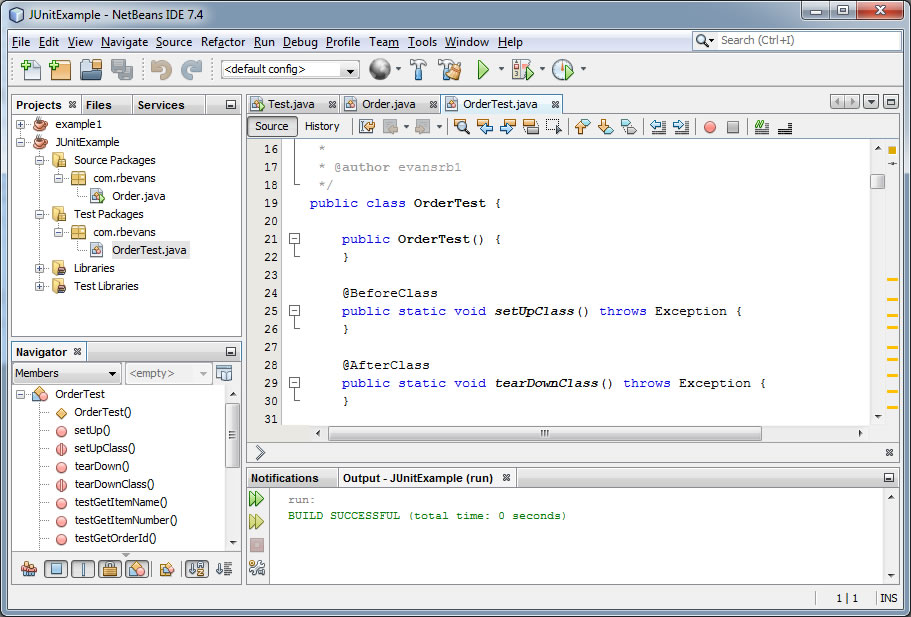 JUnitExample - NetBeans IDE 7.4
File Edit View Navigate Source Refactor Run Debug Profile Team Tools Window Help
Search (Ctrl+I)
<default config>
Projects Files Services
example1
JUnitExample
Source Packages
com.rbevans
Order.java
Test Packages
com.rbevans
OrderTest.java
Libraries
Test Libraries
Navigator
Members <empty>
OrderTest
OrderTest()
setUp()
setUpClass()
tearDown()
tearDownClass()
testGetItemName()
testGetItemNumber()
testGetOrderId()
Test.java Order.java OrderTest.java
Source History
16 *
17 * @author evansrb1
18 */
19 public class OrderTest {
20
21 public OrderTest() {
22 }
23
24 @BeforeClass
25 public static void setUpClass() throws Exception {
26 }
27
28 @AfterClass
29 public static void tearDownClass() throws Exception {
30 }
31
Notifications Output - JUnitExample (run)
run:
BUILD SUCCESSFUL (total time: 0 seconds)
1 | 1 INS